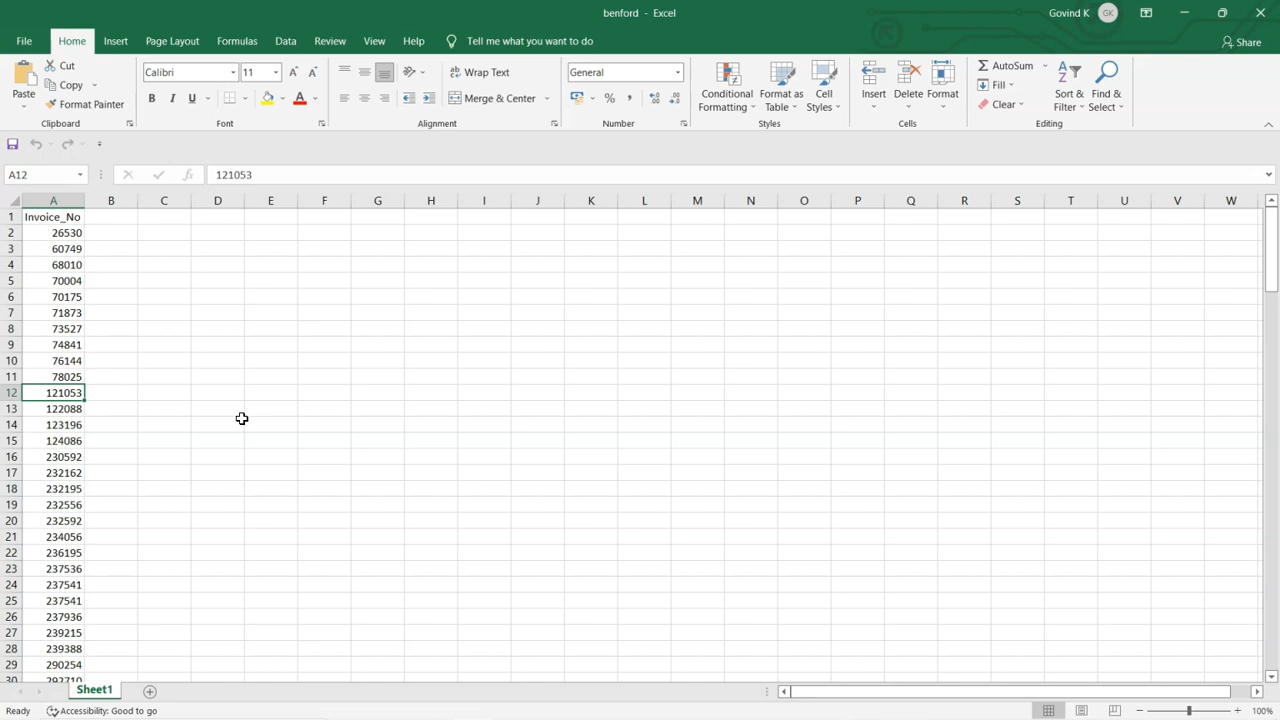 benford - Excel
Govind K
GK
File Home Insert Page Layout Formulas Data Review View Help Tell me what you want to do
Share
Paste
Cut
Copy
Format Painter
Clipboard
Calibri 11
B I U
Font
Wrap Text
Merge & Center
Alignment
General
Number
Conditional Formatting
Format as Table
Cell Styles
Styles
Insert
Delete
Format
Cells
AutoSum
Fill
Clear
Sort & Filter
Find & Select
Editing
A12 fx 121053
A B C D E F G H I J K L M N O P Q R S T U V W
1 Invoice_No
2 26530
3 60749
4 68010
5 70004
6 70175
7 71873
8 73527
9 74841
10 76144
11 78025
12 121053
13 122088
14 123196
15 124086
16 230592
17 232162
18 232195
19 232556
20 232592
21 234056
22 236195
23 237536
24 237541
25 237541
26 237936
27 239215
28 239388
29 290254
30 292710
Sheet1
Ready
Accessibility: Good to go
100%